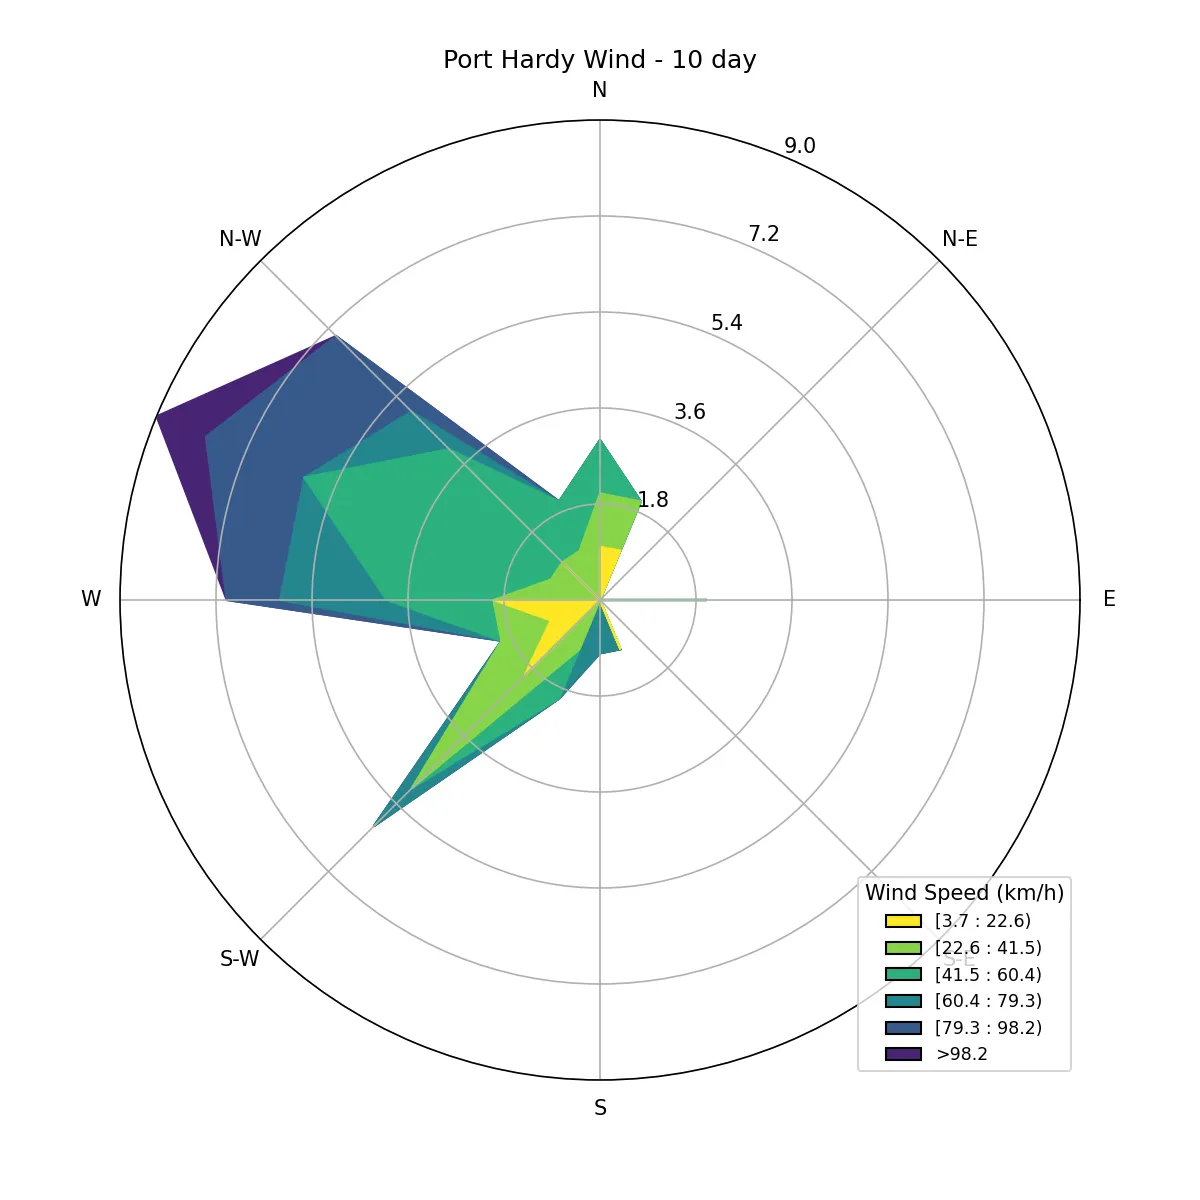 Port Hardy Wind - 10 day
N
9.0
N-W
N-E
7.2
5.4
3.6
1.8
W
E
S-W
S-E
S
Wind Speed (km/h)
[3.7 : 22.6)
[22.6 : 41.5)
[41.5 : 60.4)
[60.4 : 79.3)
[79.3 : 98.2)
>98.2